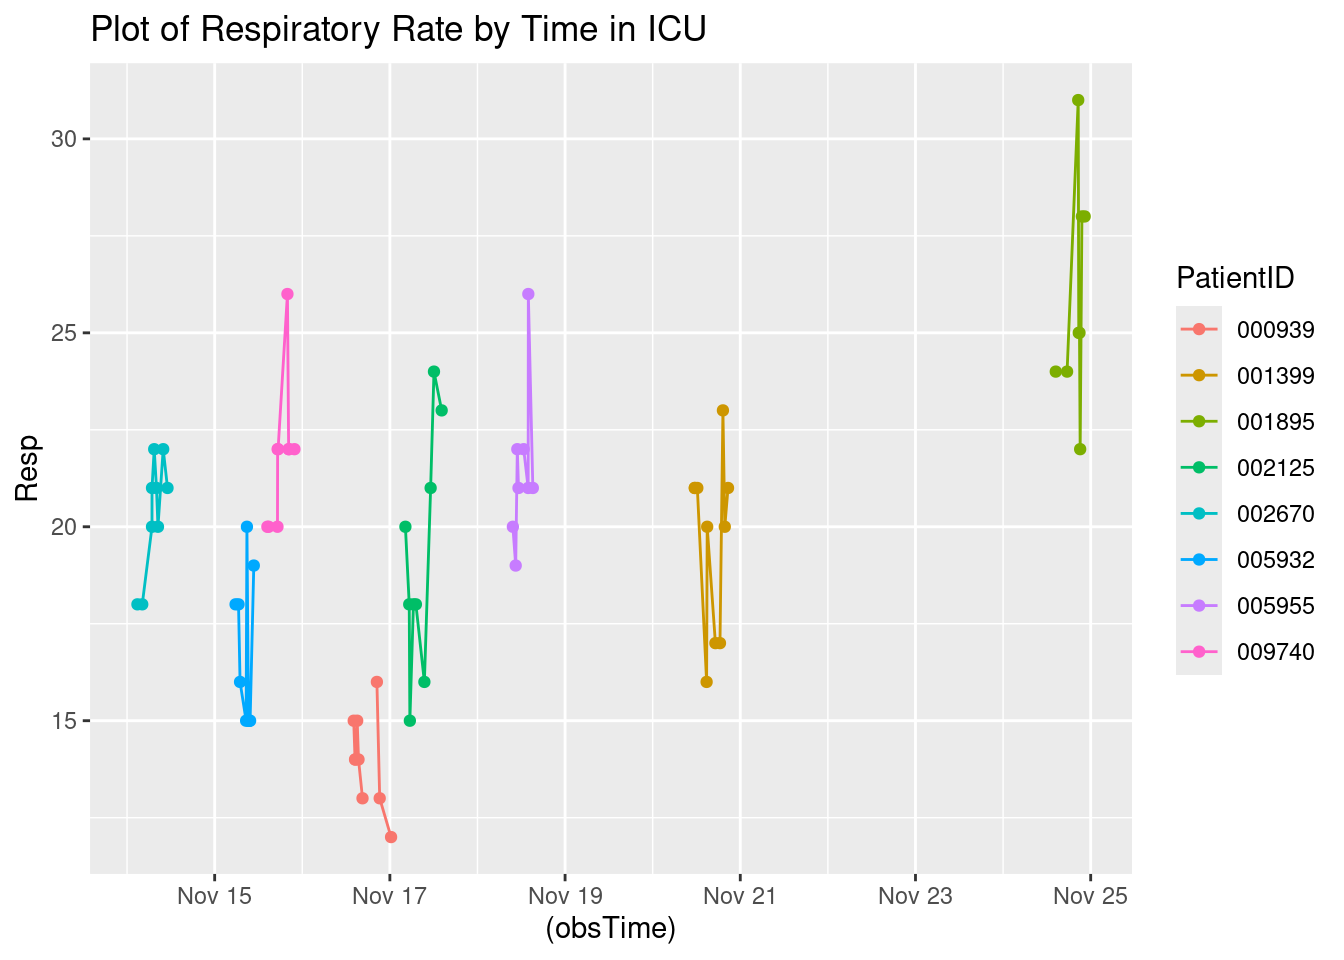 Plot of Respiratory Rate by Time in ICU
30
25
20
15
Resp
Nov 15
Nov 17
Nov 19
Nov 21
Nov 23
Nov 25
(obsTime)
PatientID
000939
001399
001895
002125
002670
005932
005955
009740